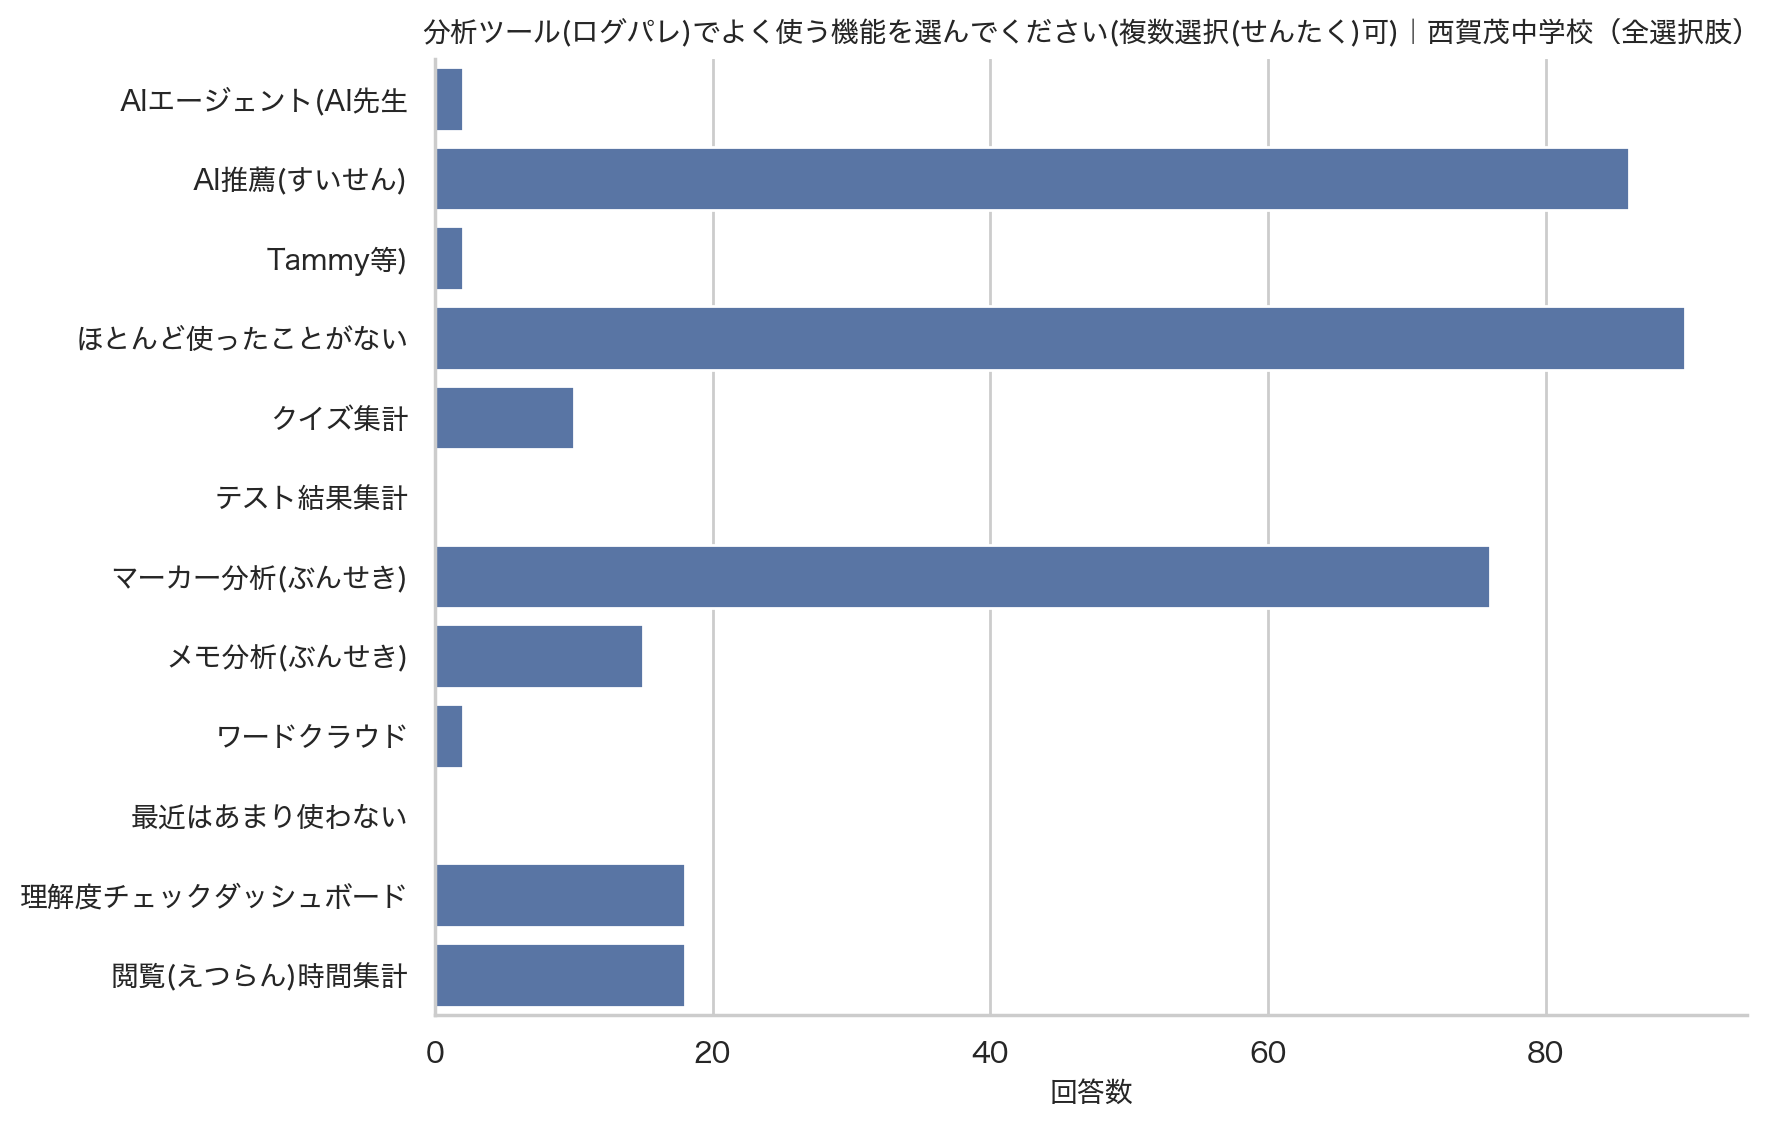 分析ツール(ログパレ)でよく使う機能を選んでください(複数選択(せんたく)可)｜西賀茂中学校（全選択肢）
AIエージェント(AI先生
AI推薦(すいせん)
Tammy等)
ほとんど使ったことがない
クイズ集計
テスト結果集計
マーカー分析(ぶんせき)
メモ分析(ぶんせき)
ワードクラウド
最近はあまり使わない
理解度チェックダッシュボード
閲覧(えつらん)時間集計
0 20 40 60 80
回答数